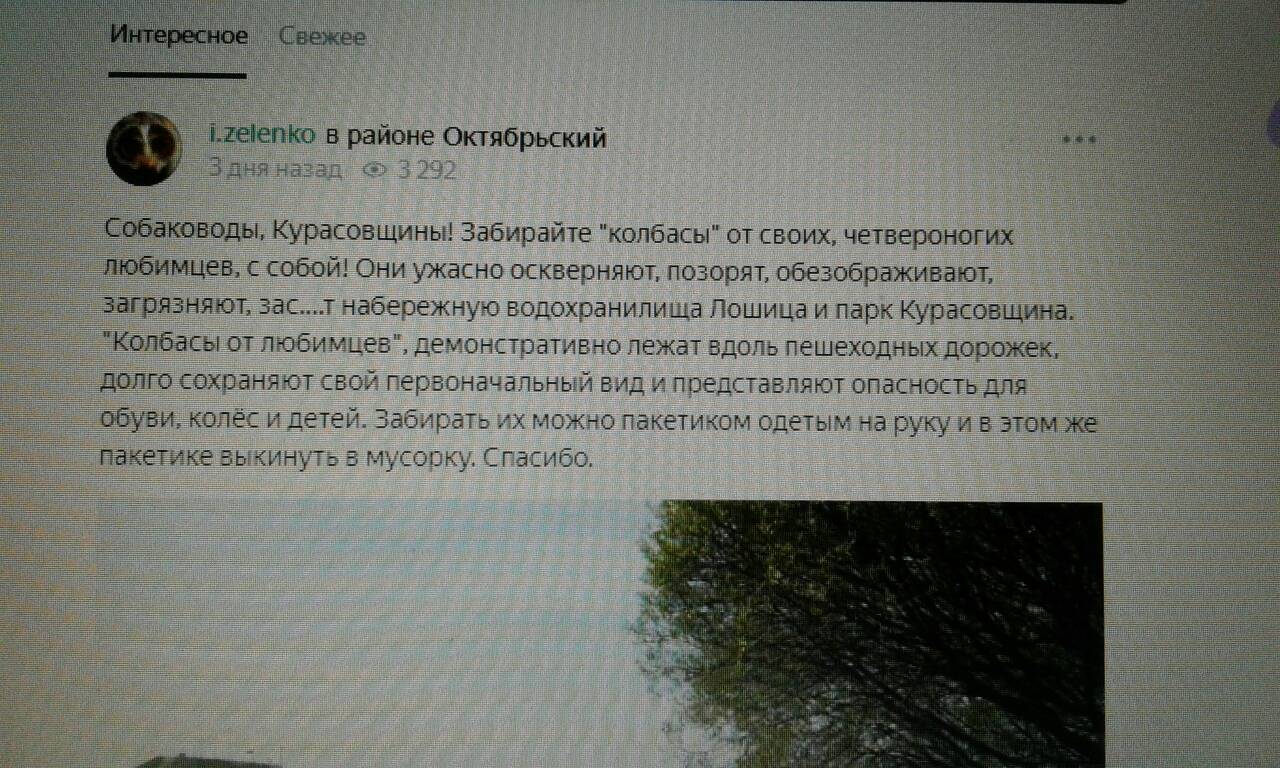 Интересное Свежее
i.zelenko в районе Октябрьский
3 дня назад 3 292
Собаководы, Курасовщины! Забирайте "колбасы" от своих, четвероногих
любимцев, с собой! Они ужасно оскверняют, позорят, обезображивают,
загрязняют, зас....т набережную водохранилища Лошица и парк Курасовщина.
"Колбасы от любимцев", демонстративно лежат вдоль пешеходных дорожек,
долго сохраняют свой первоначальный вид и представляют опасность для
обуви, колёс и детей. Забирать их можно пакетиком одетым на руку и в этом же
пакетике выкинуть в мусорку. Спасибо.